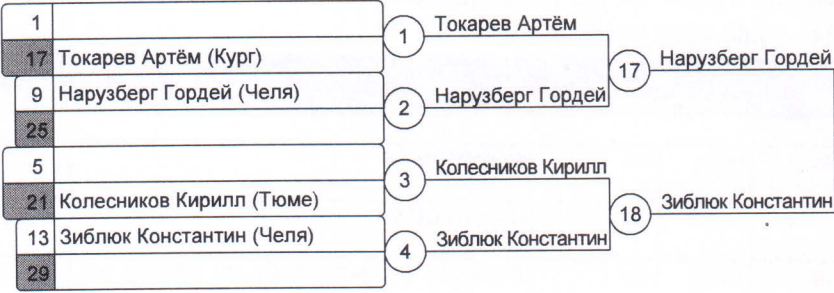 1
17 Токарев Артём (Кург)
1
Токарев Артём
9 Нарузберг Гордей (Челя)
25
2
Нарузберг Гордей
17
Нарузберг Гордей
5
21 Колесников Кирилл (Тюме)
3
Колесников Кирилл
13 Зиблюк Константин (Челя)
29
4
Зиблюк Константин
18
Зиблюк Константин